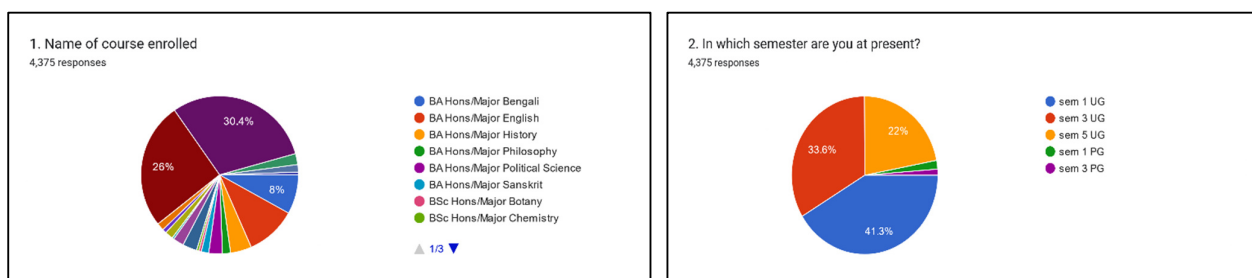 1. Name of course enrolled
4,375 responses
30.4%
26%
8%
BA Hons/Major Bengali
BA Hons/Major English
BA Hons/Major History
BA Hons/Major Philosophy
BA Hons/Major Political Science
BA Hons/Major Sanskrit
BSc Hons/Major Botany
BSc Hons/Major Chemistry
1/3
2. In which semester are you at present?
4,375 responses
33.6%
22%
41.3%
sem 1 UG
sem 3 UG
sem 5 UG
sem 1 PG
sem 3 PG